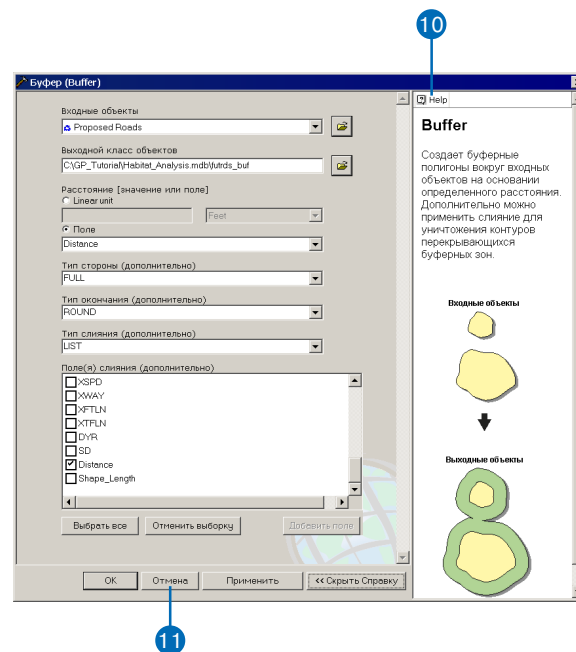 10
Буфер (Buffer)
Входные объекты
Proposed Roads
Выходной класс объектов
C:\GP_Tutorial\Habitat_Analysis.mdb\futrds_buf
Расстояние [значение или поле]
Linear unit
Feet
Поле
Distance
Тип стороны (дополнительно)
FULL
Тип окончания (дополнительно)
ROUND
Тип слияния (дополнительно)
LIST
Поле(я) слияния (дополнительно)
XSPD
XWAY
XFTLN
XTFLN
DYR
SD
Distance
Shape_Length
Выбрать все
Отменить выборку
Добавить поле
OK
Отмена
Применить
<< Скрыть Справку
Help
Buffer
Создает буферные
полигоны вокруг входных
объектов на основании
определенного расстояния.
Дополнительно можно
применить слияние для
уничтожения контуров
перекрывающихся
буферных зон.
Входные объекты
Выходные объекты
11